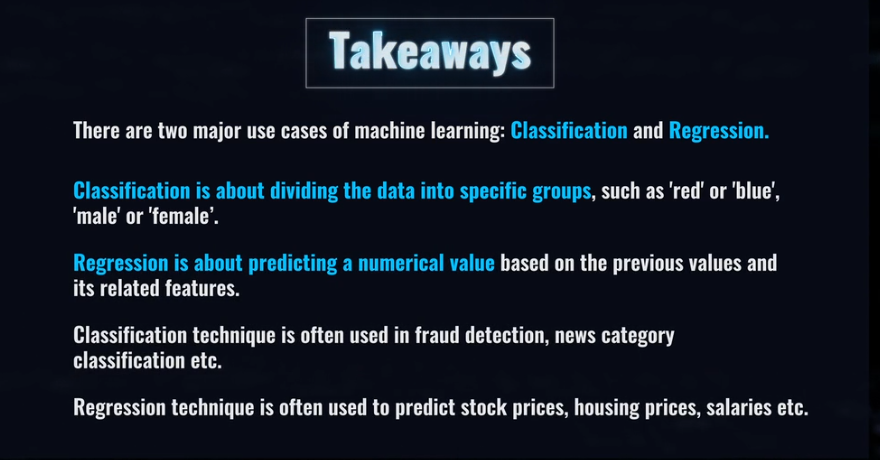 Takeaways
There are two major use cases of machine learning: Classification and Regression.
Classification is about dividing the data into specific groups, such as 'red' or 'blue',
'male' or 'female’.
Regression is about predicting a numerical value based on the previous values and
its related features.
Classification technique is often used in fraud detection, news category
classification etc.
Regression technique is often used to predict stock prices, housing prices, salaries etc.